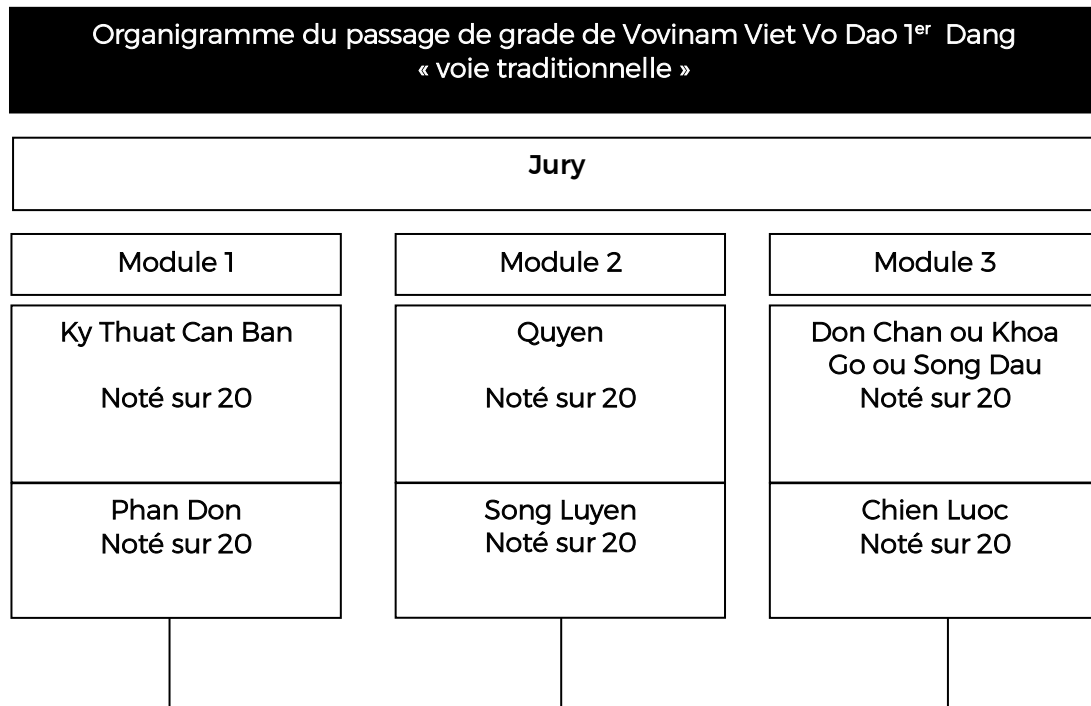 Organigramme du passage de grade de Vovinam Viet Vo Dao 1er Dang
« voie traditionnelle »
Jury
Module 1
Module 2
Module 3
Ky Thuat Can Ban
Noté sur 20
Quyen
Noté sur 20
Don Chan ou Khoa
Go ou Song Dau
Noté sur 20
Phan Don
Noté sur 20
Song Luyen
Noté sur 20
Chien Luoc
Noté sur 20